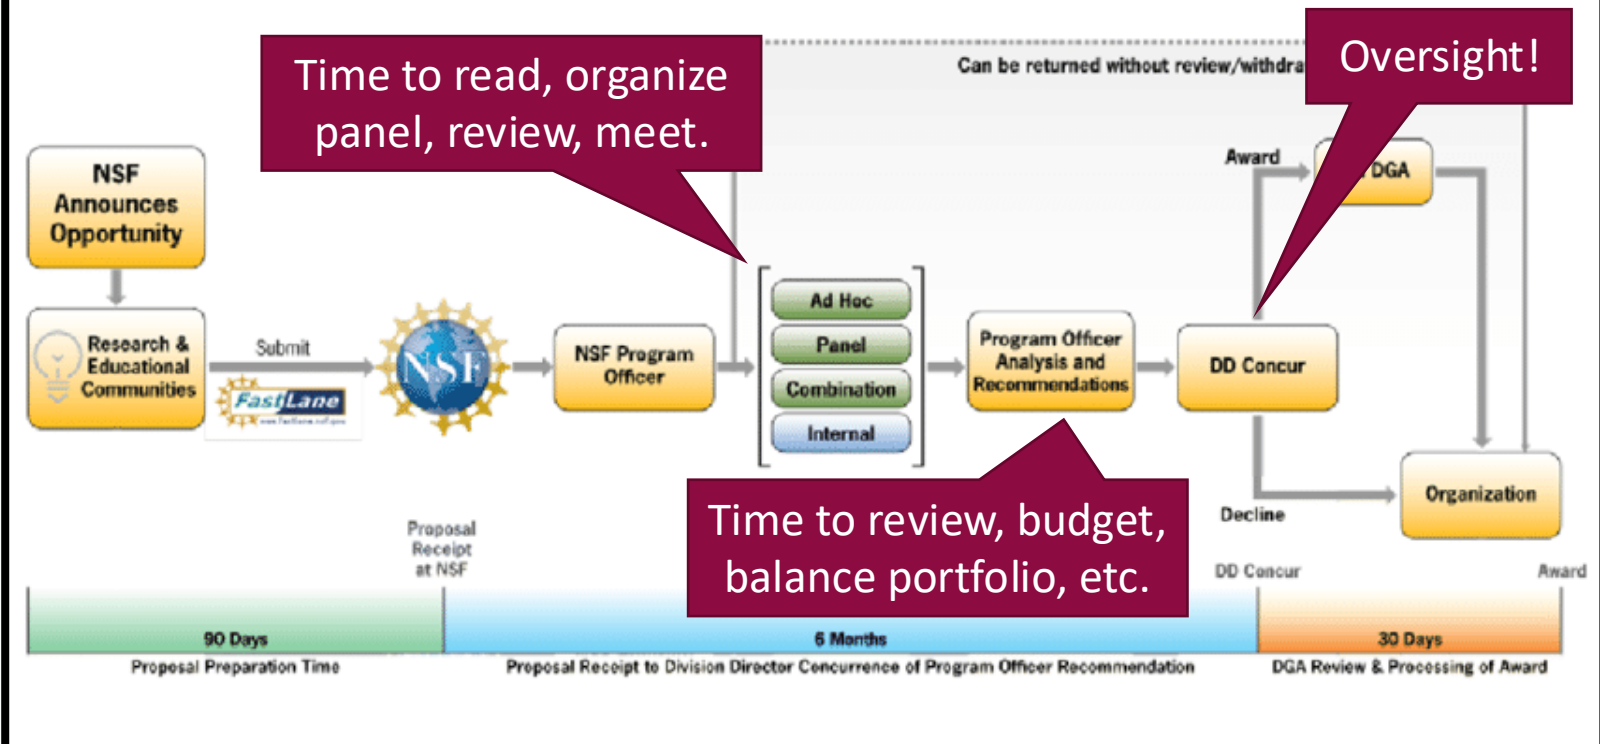 Time to read, organize
panel, review, meet.
Oversight!
Can be returned without review/withdra
NSF
Announces
Opportunity
Research &
Educational
Communities
Submit
FastLane
NSF
NSF Program
Officer
Ad Hoc
Panel
Combination
Internal
Program Officer
Analysis and
Recommendations
DD Concur
Award
DGA
Decline
Organization
Time to review, budget,
balance portfolio, etc.
Proposal
Receipt
at NSF
DD Concur
Award
90 Days
6 Months
30 Days
Proposal Preparation Time
Proposal Receipt to Division Director Concurrence of Program Officer Recommendation
DGA Review & Processing of Award